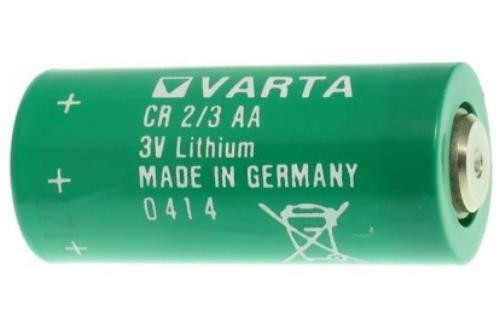 VARTA
CR 2/3 AA
3V Lithium
MADE IN GERMANY
0414
+
+
+